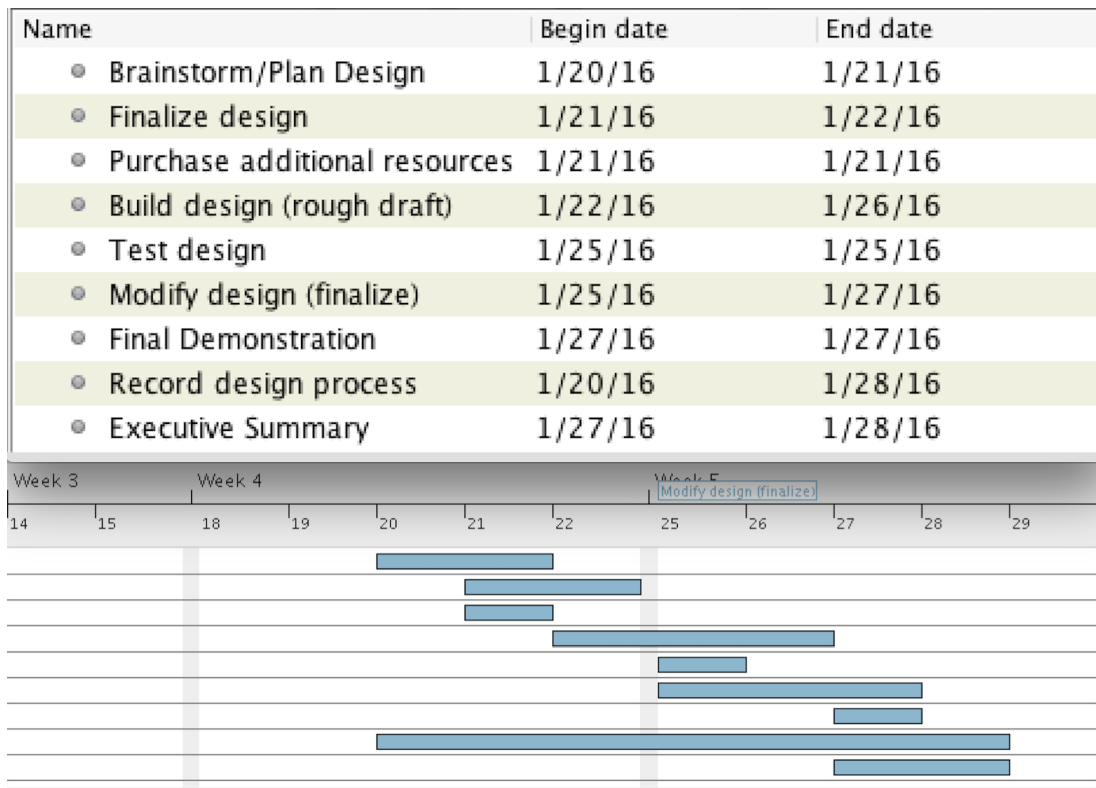 Name Begin date End date
Brainstorm/Plan Design 1/20/16 1/21/16
Finalize design 1/21/16 1/22/16
Purchase additional resources 1/21/16 1/21/16
Build design (rough draft) 1/22/16 1/26/16
Test design 1/25/16 1/25/16
Modify design (finalize) 1/25/16 1/27/16
Final Demonstration 1/27/16 1/27/16
Record design process 1/20/16 1/28/16
Executive Summary 1/27/16 1/28/16
Week 3 Week 4 Week 5
Modify design (finalize)
14 15 18 19 20 21 22 25 26 27 28 29